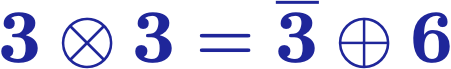 3 ⊗ 3 = 3̅ ⊕ 6